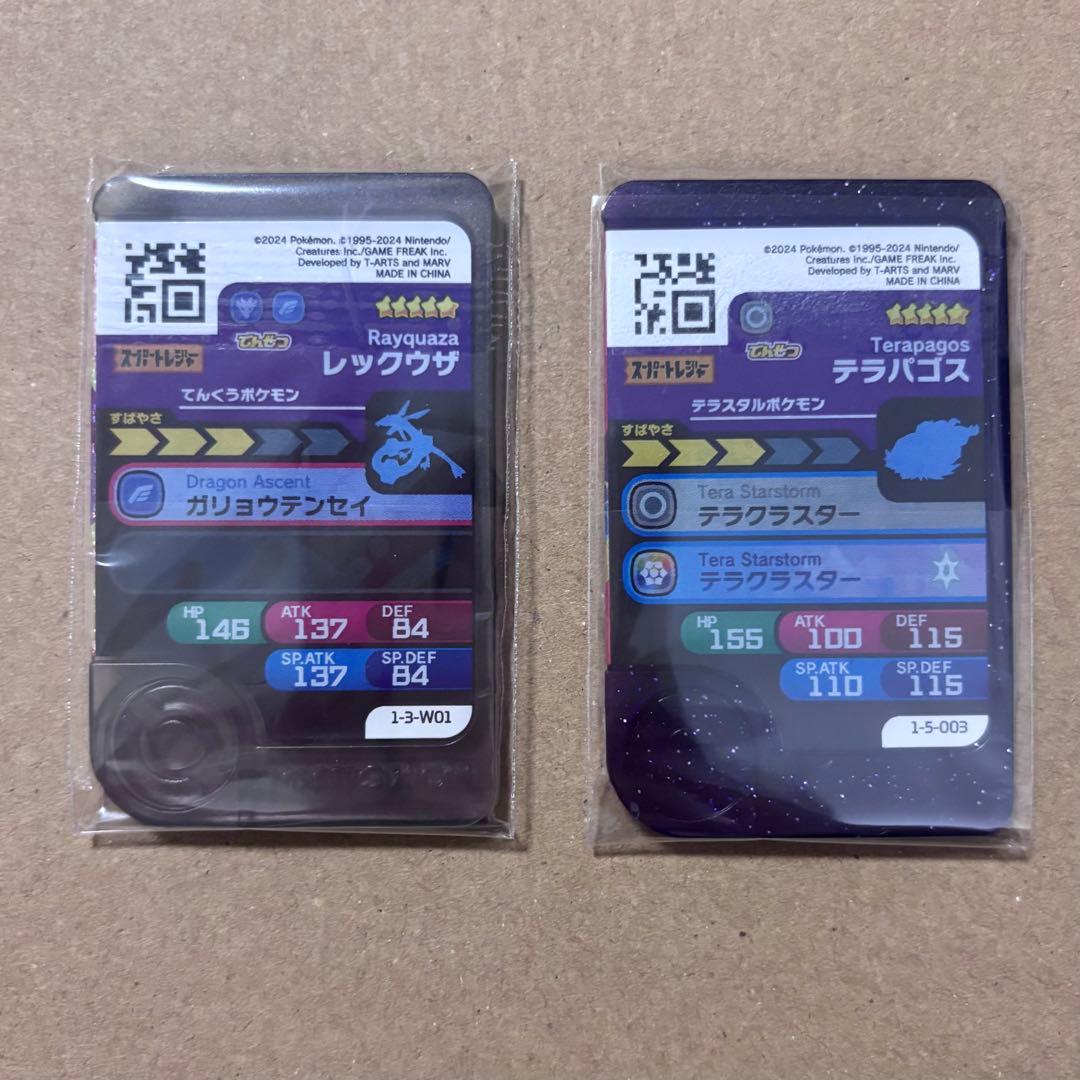 ©2024 Pokémon. ©1995-2024 Nintendo/
Creatures Inc./GAME FREAK inc.
Developed by T-ARTS and MARV
MADE IN CHINA
でんせつ
スーパートレジャー
Rayquaza
レックウザ
てんくうポケモン
すばやさ
Dragon Ascent
ガリョウテンセイ
HP
146
ATK
137
DEF
84
SP.ATK
137
SP.DEF
84
1-3-W01
©2024 Pokémon. ©1995-2024 Nintendo/
Creatures Inc./GAME FREAK inc.
Developed by T-ARTS and MARV
MADE IN CHINA
でんせつ
スーパートレジャー
Terapagos
テラパゴス
テラスタルポケモン
すばやさ
Tera Starstorm
テラクラスター
Tera Starstorm
テラクラスター
HP
155
ATK
100
DEF
115
SP.ATK
110
SP.DEF
115
1-5-003